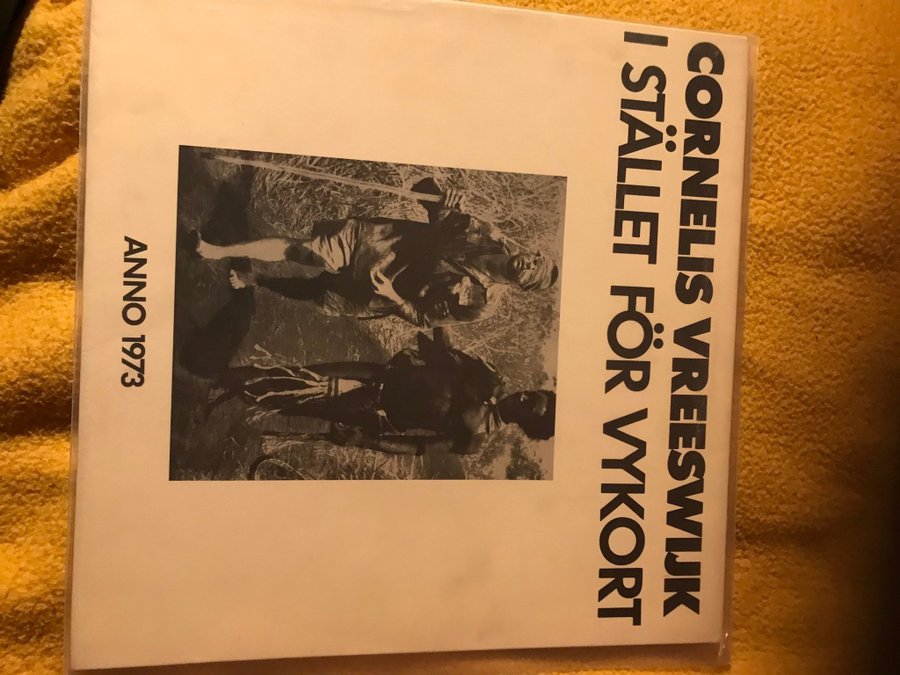 CORNELIS VREESWIJK
I STÄLLET FÖR VYKORT
ANNO 1973